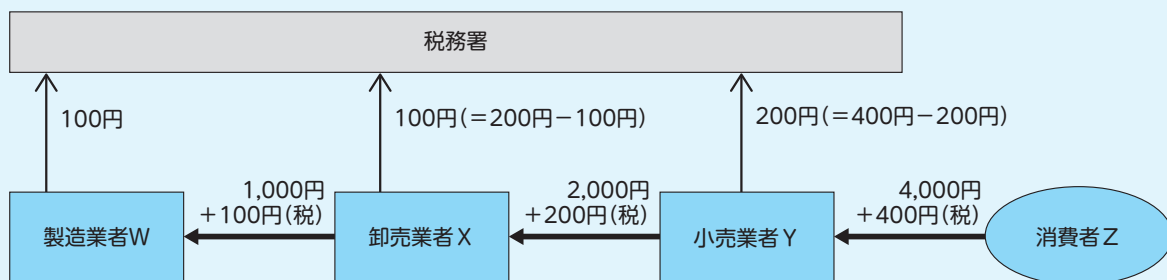 税務署
100円
100円(＝200円－100円)
200円(＝400円－200円)
1,000円
＋100円(税)
2,000円
＋200円(税)
4,000円
＋400円(税)
製造業者W
卸売業者X
小売業者Y
消費者Z